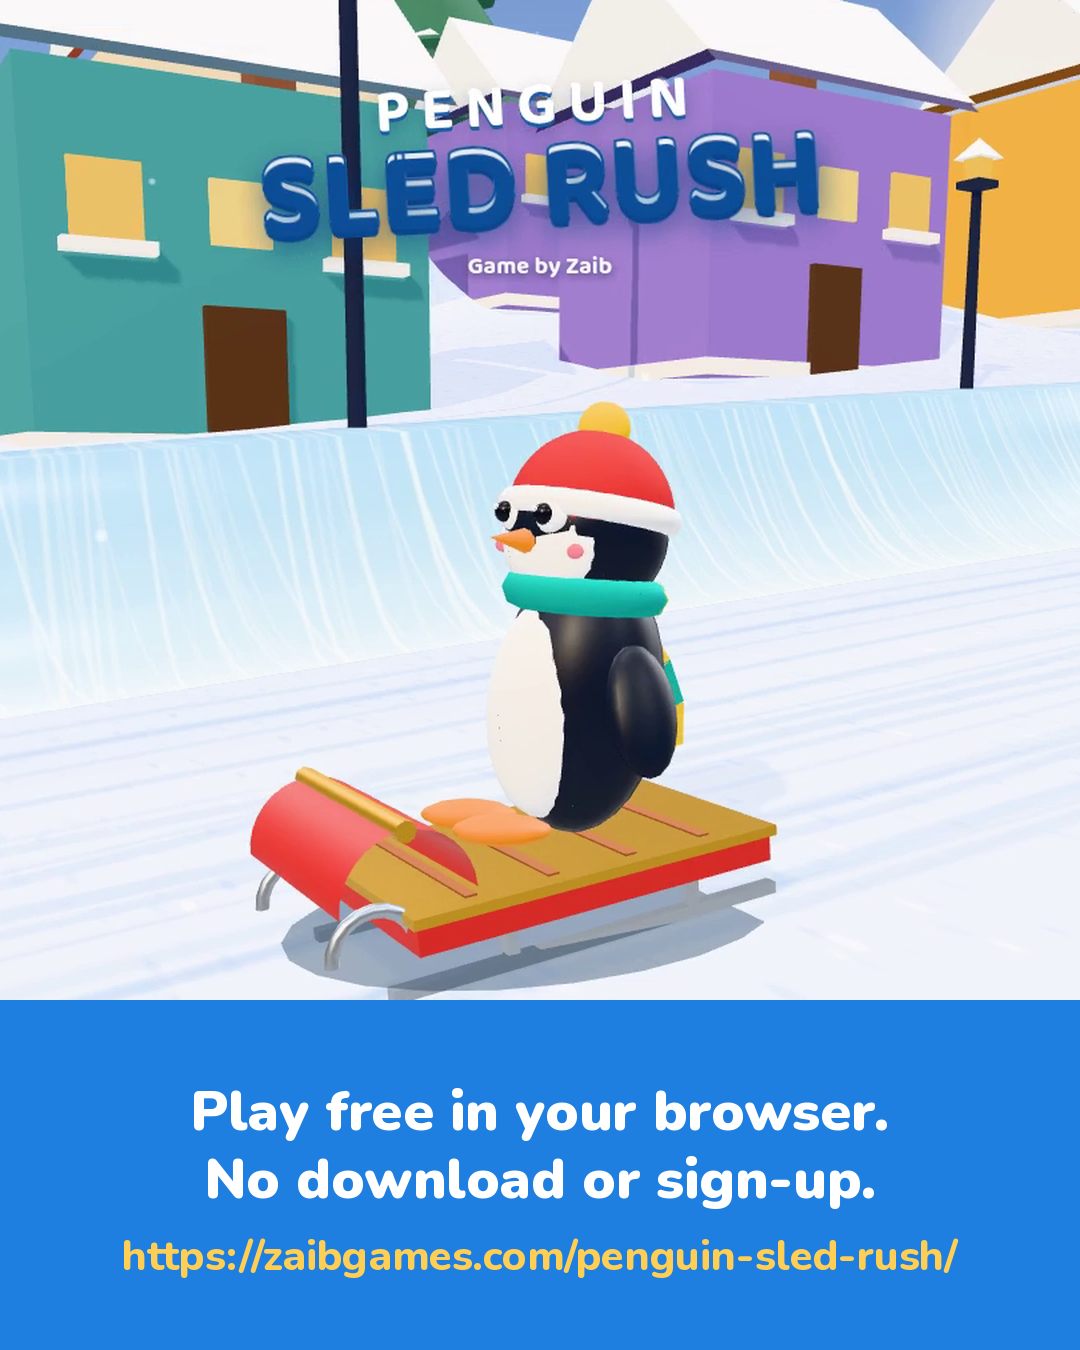 PENGUIN
SLED RUSH
Game by Zaib
Play free in your browser.
No download or sign-up.
https://zaibgames.com/penguin-sled-rush/